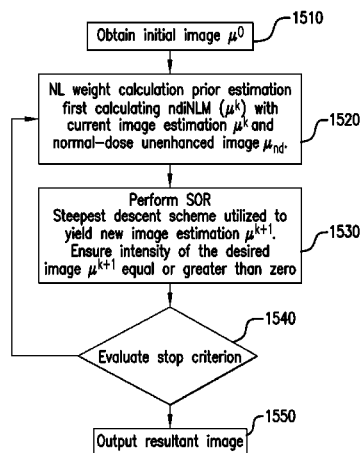 1510
Obtain initial image μ⁰
NL weight calculation prior estimation
first calculating ndiNLM (μᵏ) with
current image estimation μᵏ and
normal–dose unenhanced image μnd.
1520
Perform SOR
Steepest descent scheme utilized to
yield new image estimation μᵏ⁺¹.
Ensure intensity of the desired
image μᵏ⁺¹ equal or greater than zero
1530
1540
Evaluate stop criterion
1550
Output resultant image